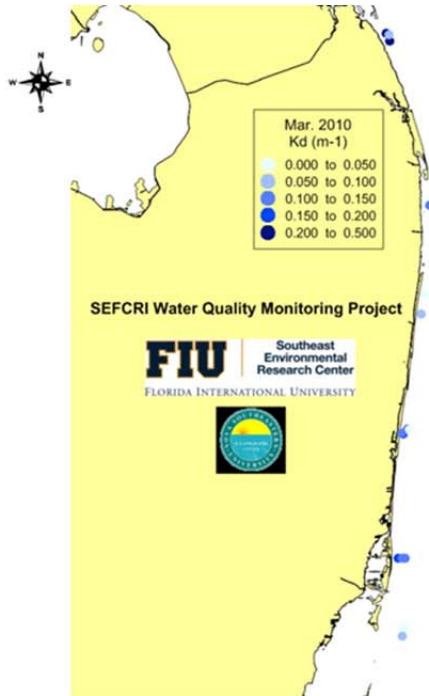 N
W E
S
Mar. 2010
Kd (m-1)
0.000 to 0.050
0.050 to 0.100
0.100 to 0.150
0.150 to 0.200
0.200 to 0.500
SEFCRI Water Quality Monitoring Project
FIU
Southeast
Environmental
Research Center
FLORIDA INTERNATIONAL UNIVERSITY